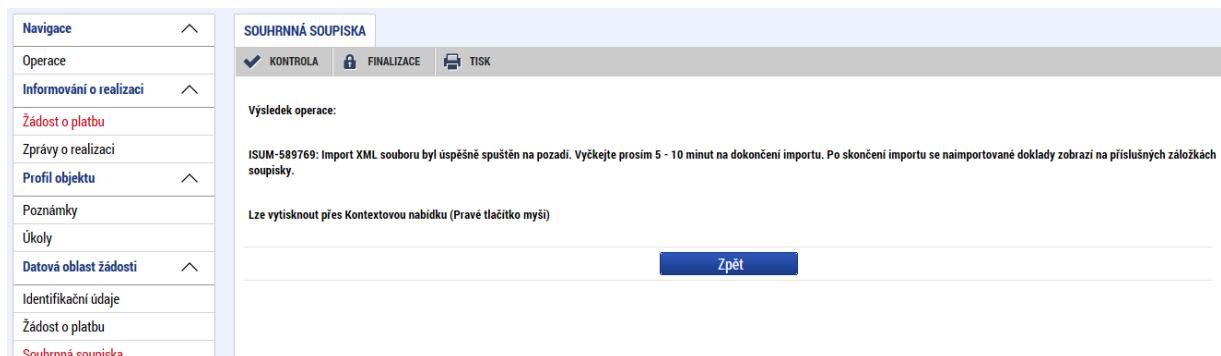 Navigace
Operace
Informování o realizaci
Žádost o platbu
Zprávy o realizaci
Profil objektu
Poznámky
Úkoly
Datová oblast žádosti
Identifikační údaje
Žádost o platbu
Souhrnná soupiska
SOUHRNNÁ SOUPISKA
KONTROLA FINALIZACE TISK
Výsledek operace:
ISUM-589769: Import XML souboru byl úspěšně spuštěn na pozadí. Vyčkejte prosím 5 - 10 minut na dokončení importu. Po skončení importu se naimportované doklady zobrazí na příslušných záložkách
soupisky.
Lze vytisknout přes Kontextovou nabídku (Pravé tlačítko myši)
Zpět